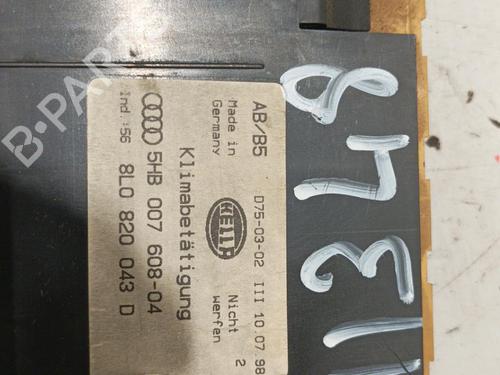 AB/B5 D75-03-02 III 10.07.98
Made in Germany
HELLA
Nicht werfen
2
Klimabetätigung
5HB 007 608-04
Ind.:56 8L0 820 043 D
B-PARTS